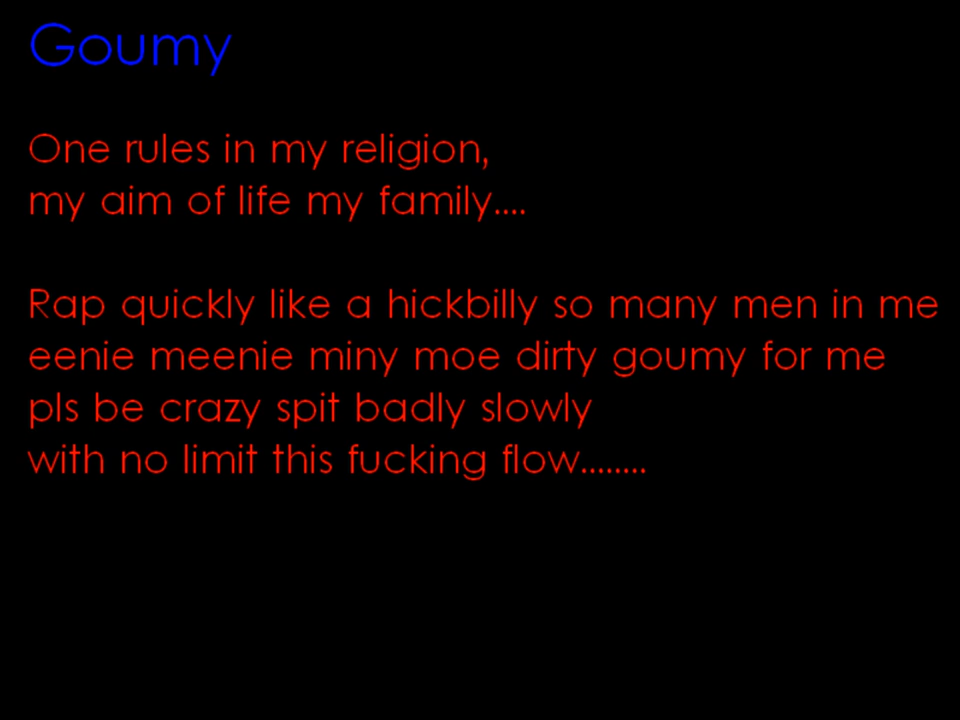 Goumy
One rules in my religion,
my aim of life my family....
Rap quickly like a hickbilly so many men in me
eenie meenie miny moe dirty goumy for me
pls be crazy spit badly slowly
with no limit this fucking flow........